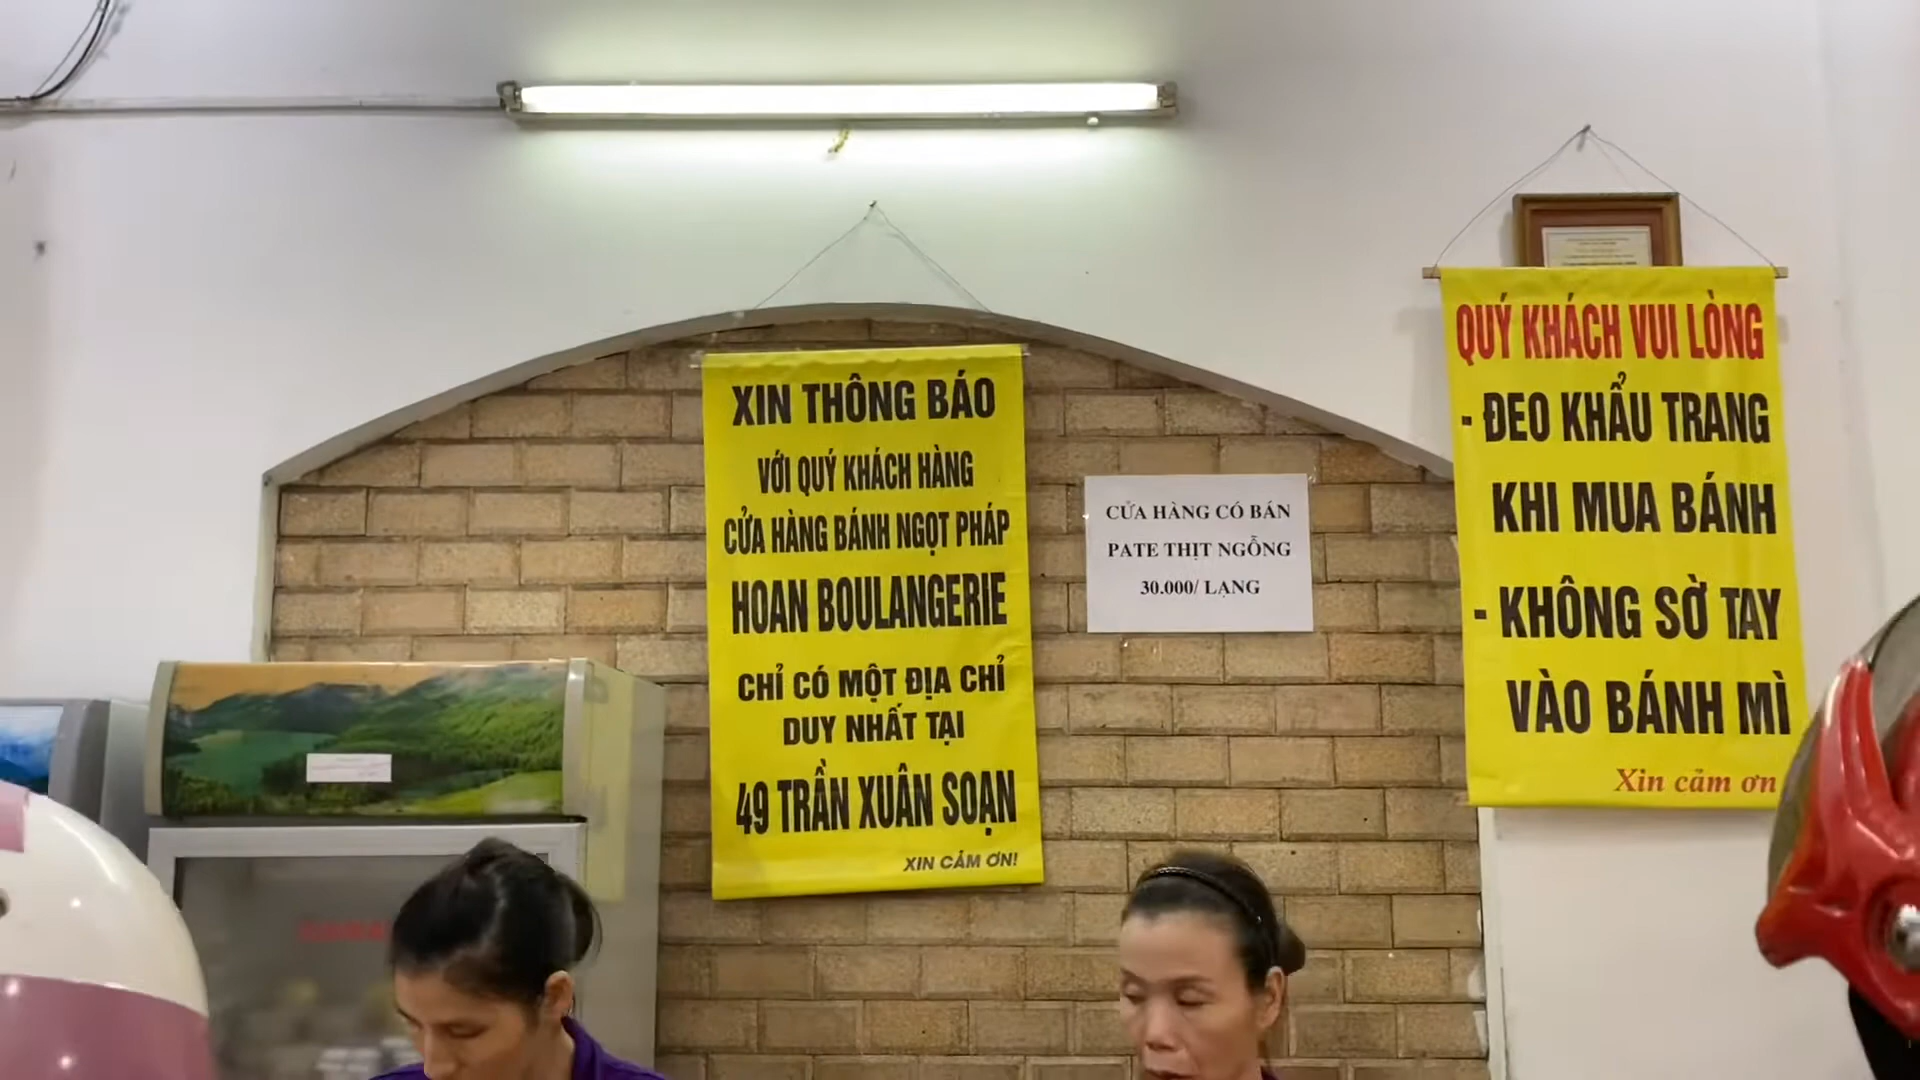 XIN THÔNG BÁO
VỚI QUÝ KHÁCH HÀNG
CỬA HÀNG BÁNH NGỌT PHÁP
HOAN BOULANGERIE
CHỈ CÓ MỘT ĐỊA CHỈ
DUY NHẤT TẠI
49 TRẦN XUÂN SOẠN
XIN CẢM ƠN!
CỬA HÀNG CÓ BÁN
PATE THỊT NGỖNG
30.000/ LẠNG
QUÝ KHÁCH VUI LÒNG
- ĐEO KHẨU TRANG
KHI MUA BÁNH
- KHÔNG SỜ TAY
VÀO BÁNH MÌ
Xin cảm ơn